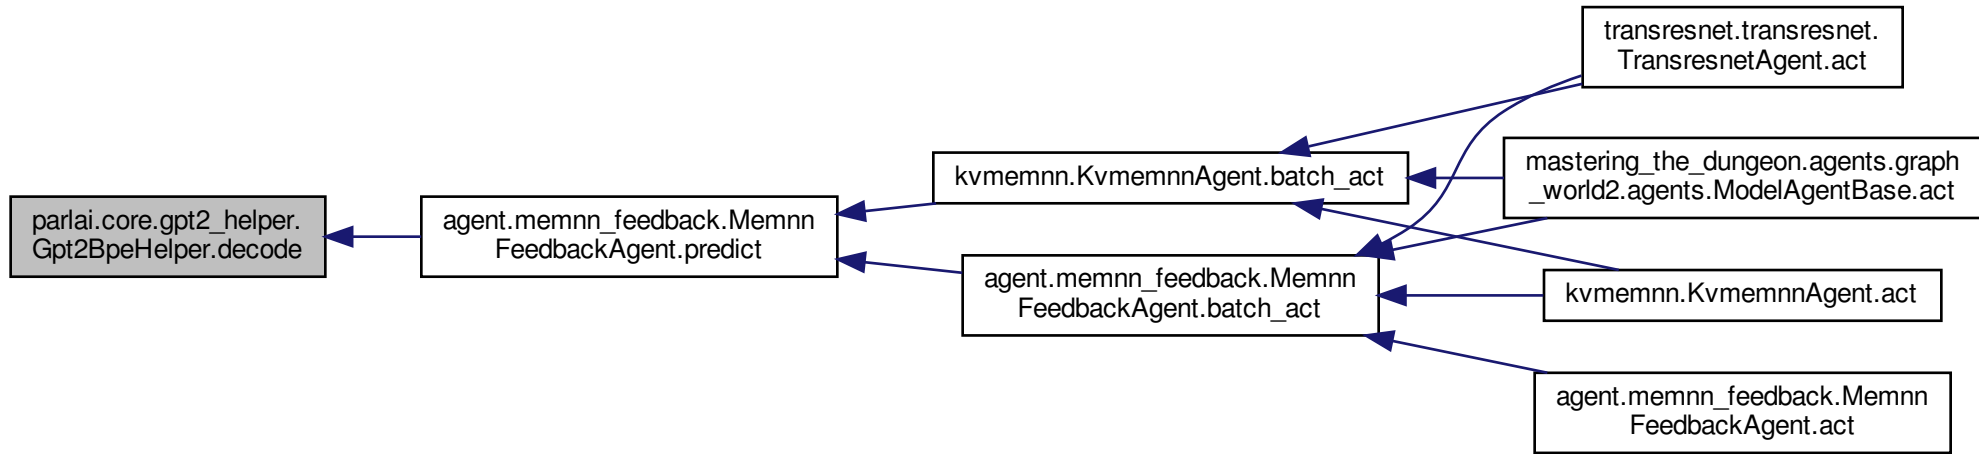 parlai.core.gpt2_helper.
Gpt2BpeHelper.decode
agent.memnn_feedback.Memnn
FeedbackAgent.predict
kvmemnn.KvmemnnAgent.batch_act
agent.memnn_feedback.Memnn
FeedbackAgent.batch_act
transresnet.transresnet.
TransresnetAgent.act
mastering_the_dungeon.agents.graph
_world2.agents.ModelAgentBase.act
kvmemnn.KvmemnnAgent.act
agent.memnn_feedback.Memnn
FeedbackAgent.act